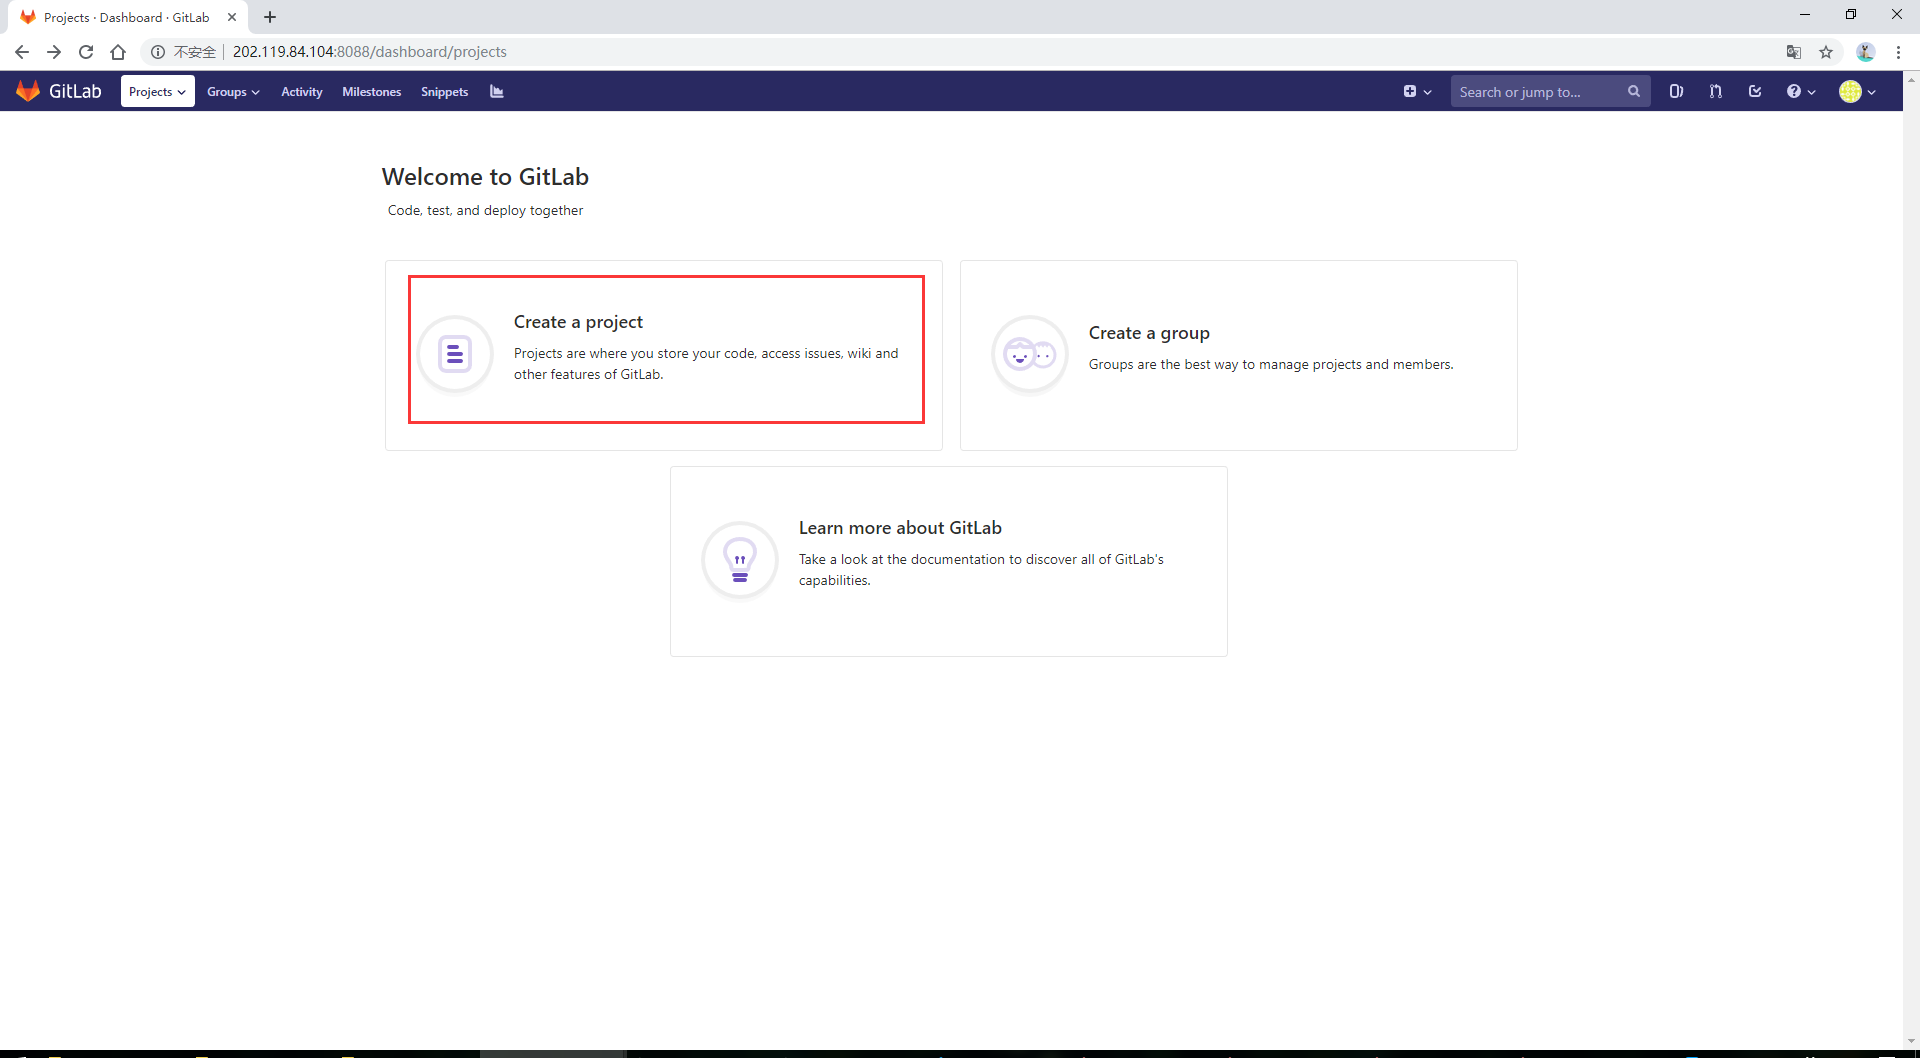 Projects · Dashboard · GitLab
不安全 202.119.84.104:8088/dashboard/projects
GitLab Projects Groups Activity Milestones Snippets Search or jump to...
Welcome to GitLab
Code, test, and deploy together
Create a project
Projects are where you store your code, access issues, wiki and
other features of GitLab.
Create a group
Groups are the best way to manage projects and members.
Learn more about GitLab
Take a look at the documentation to discover all of GitLab's
capabilities.